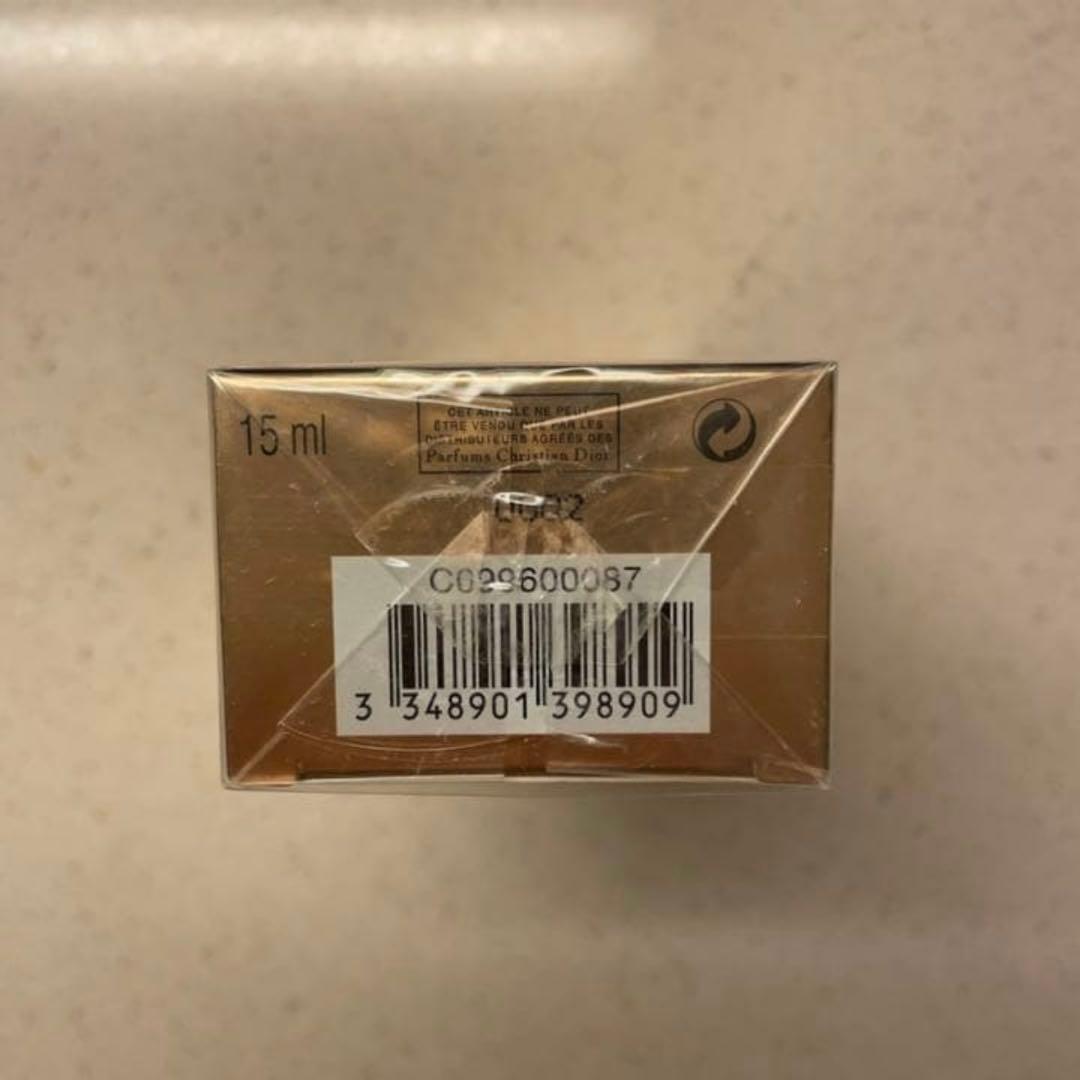 15 ml
CET ARTICLE NE PEUT
ÊTRE VENDU QUE PAR LES
DISTRIBUTEURS AGRÉÉS DES
Parfums Christian Dior
C099600087
3 348901 398909